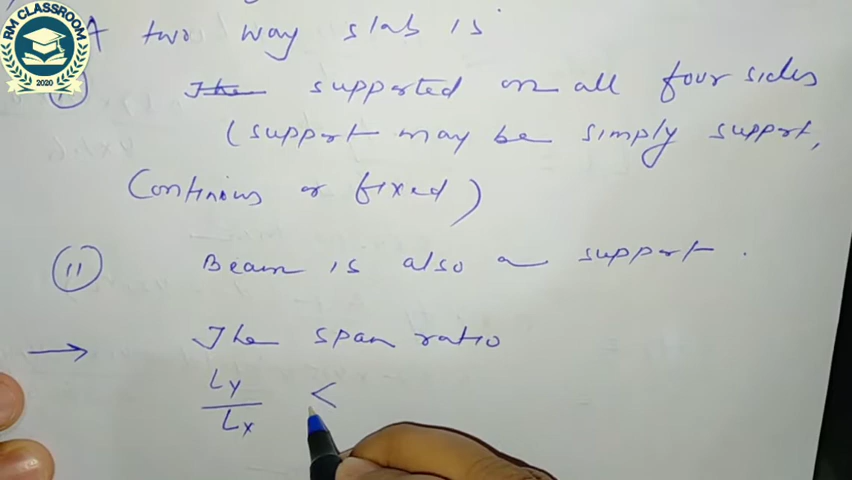 RM CLASSROOM
2020
A two way slab is
The supported on all four sides
(support may be simply support,
Continious or fixed)
(ii) Beam is also a support.
→ The span ratio
Ly
Lx <